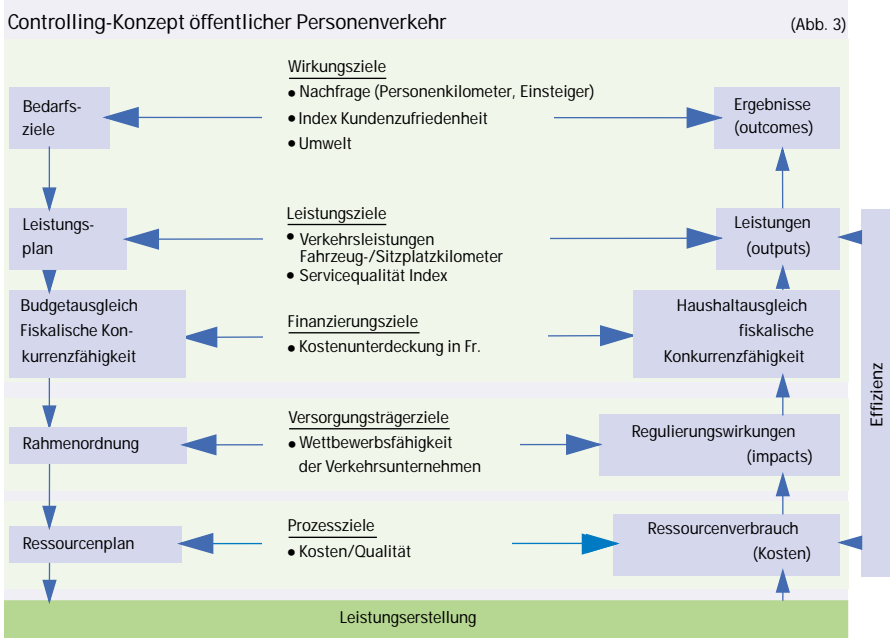 Controlling-Konzept öffentlicher Personenverkehr
(Abb. 3)
Bedarfs-
ziele
Wirkungsziele
• Nachfrage (Personenkilometer, Einsteiger)
• Index Kundenzufriedenheit
• Umwelt
Ergebnisse
(outcomes)
Leistungs-
plan
Leistungsziele
• Verkehrsleistungen
Fahrzeug-/Sitzplatzkilometer
• Servicequalität Index
Leistungen
(outputs)
Budgetausgleich
Fiskalische Kon-
kurrenzfähigkeit
Finanzierungsziele
• Kostenunterdeckung in Fr.
Haushaltausgleich
fiskalische
Konkurrenzfähigkeit
Rahmenordnung
Versorgungsträgerziele
• Wettbewerbsfähigkeit
der Verkehrsunternehmen
Regulierungswirkungen
(impacts)
Ressourcenplan
Prozessziele
• Kosten/Qualität
Ressourcenverbrauch
(Kosten)
Effizienz
Leistungserstellung